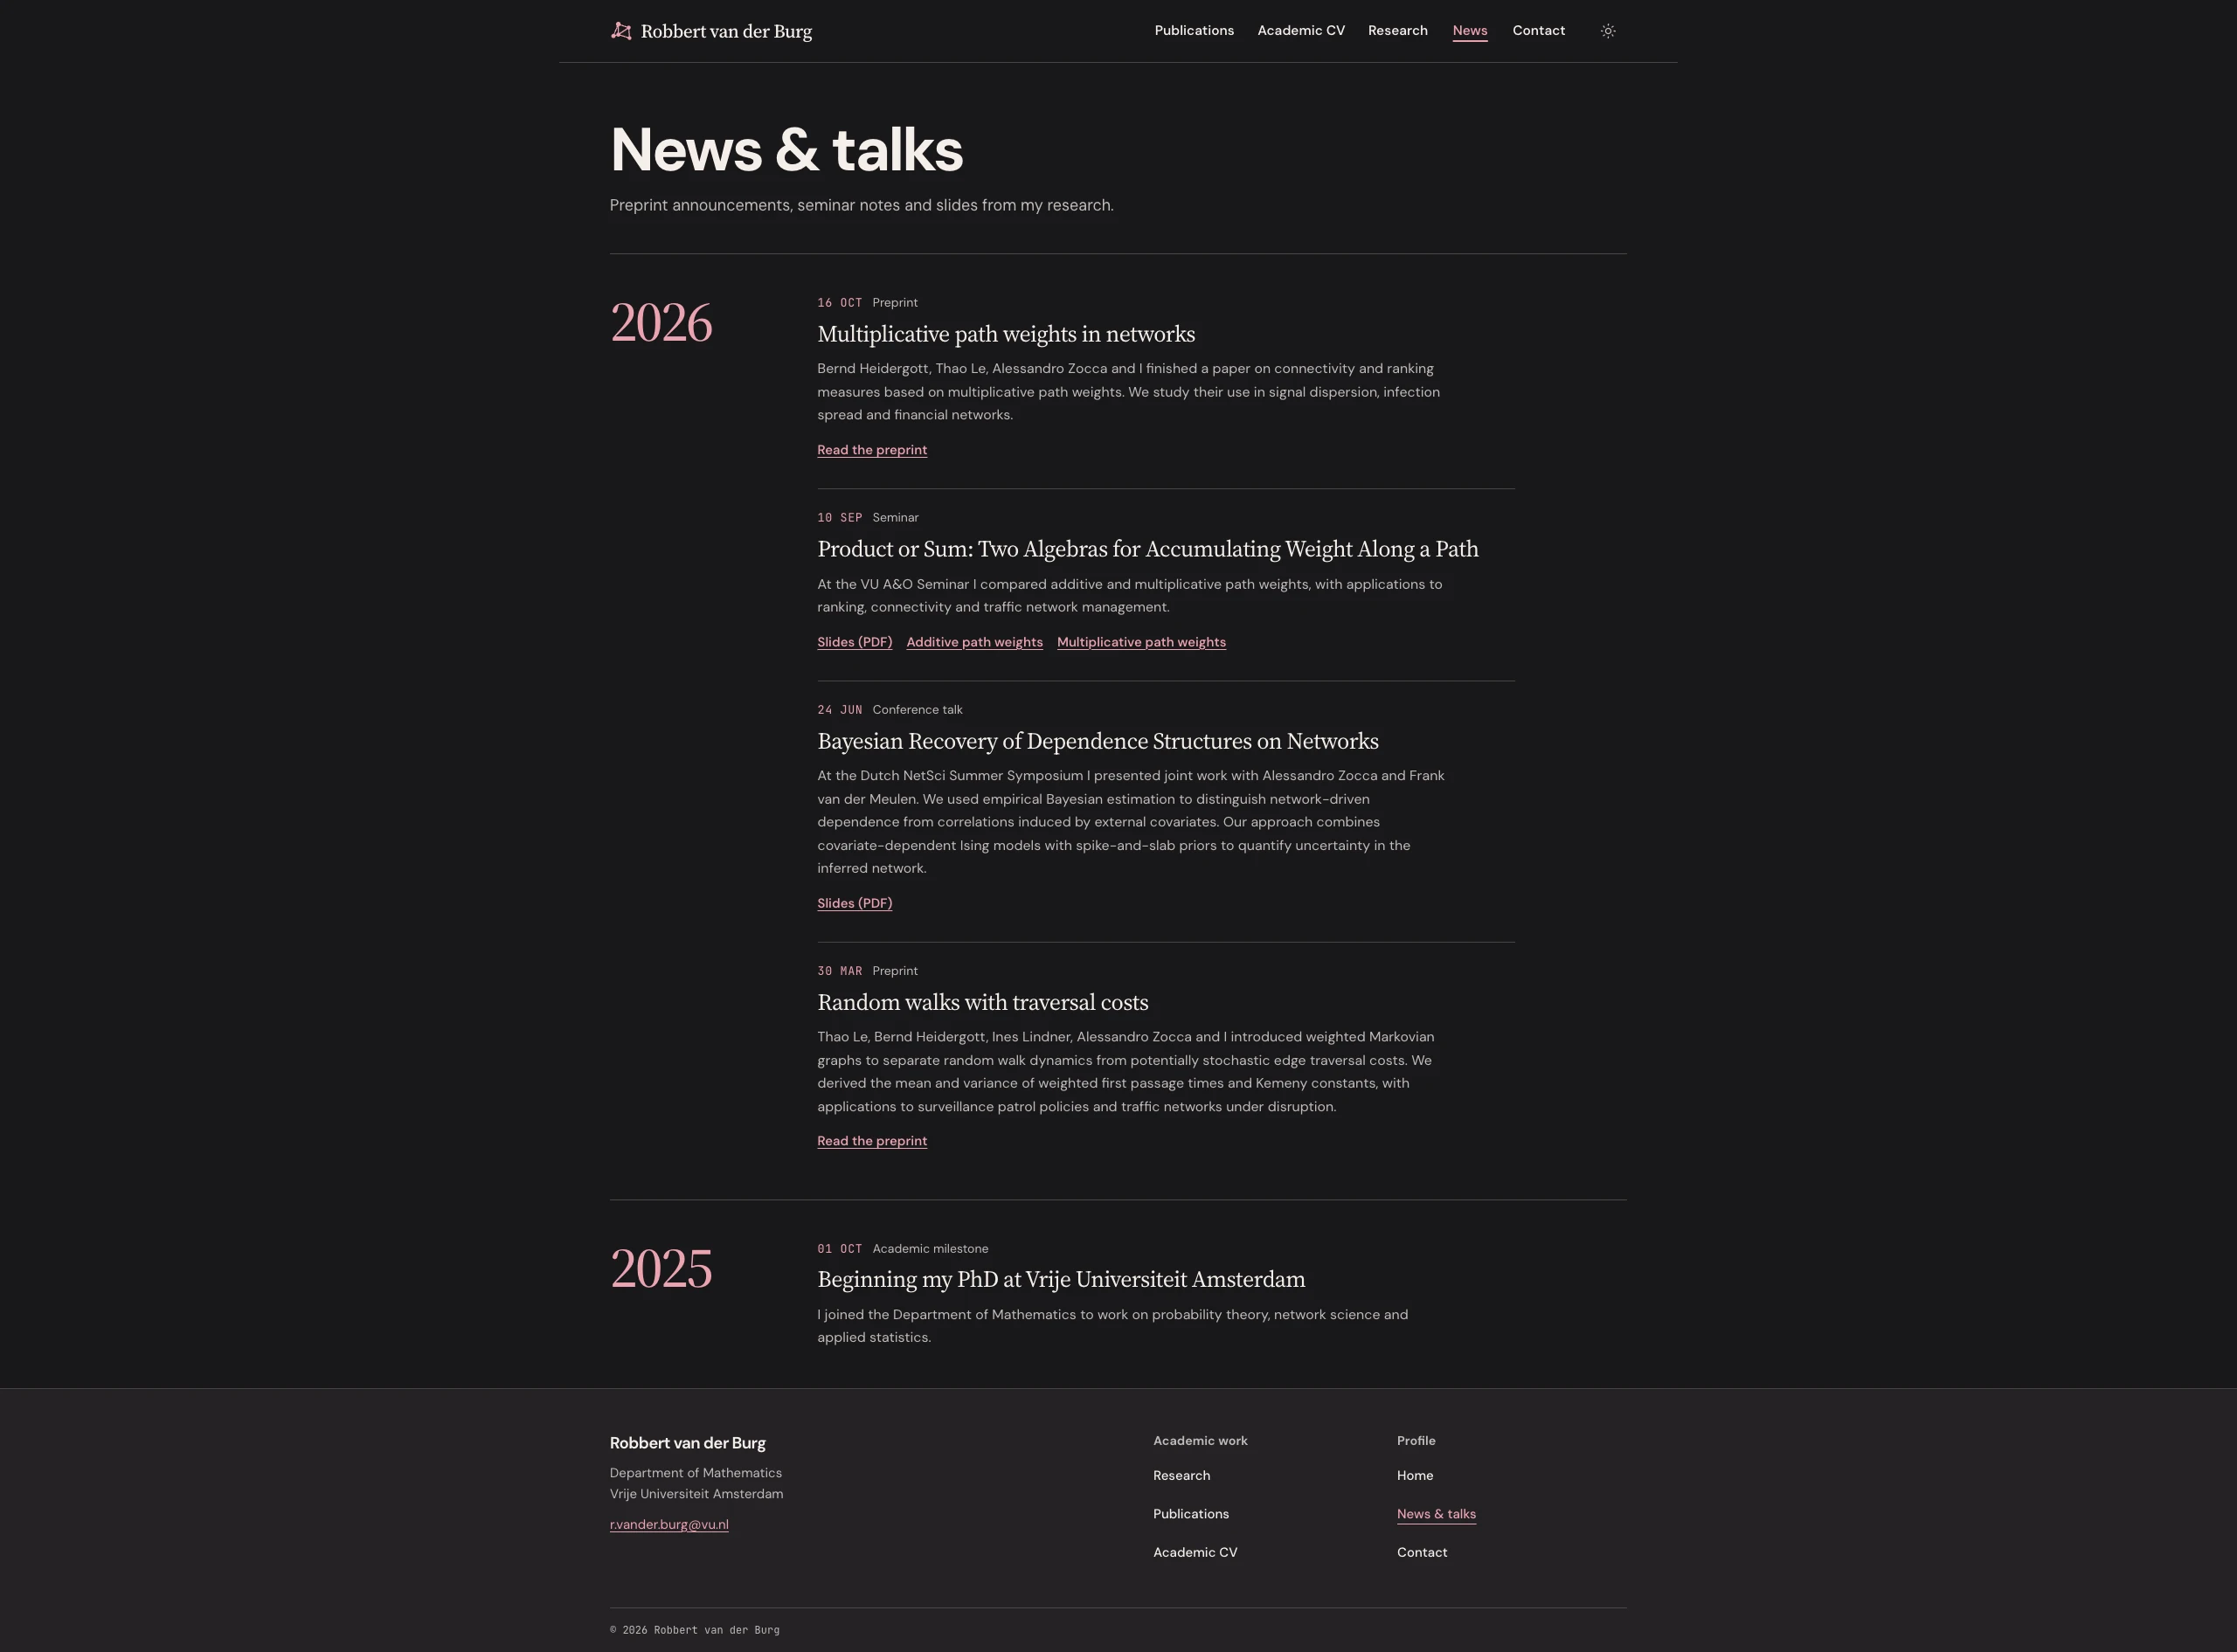 Robbert van der Burg
Publications Academic CV Research News Contact
News & talks
Preprint announcements, seminar notes and slides from my research.
2026
16 OCT Preprint
Multiplicative path weights in networks
Bernd Heidergott, Thao Le, Alessandro Zocca and I finished a paper on connectivity and ranking
measures based on multiplicative path weights. We study their use in signal dispersion, infection
spread and financial networks.
Read the preprint
10 SEP Seminar
Product or Sum: Two Algebras for Accumulating Weight Along a Path
At the VU A&O Seminar I compared additive and multiplicative path weights, with applications to
ranking, connectivity and traffic network management.
Slides (PDF) Additive path weights Multiplicative path weights
24 JUN Conference talk
Bayesian Recovery of Dependence Structures on Networks
At the Dutch NetSci Summer Symposium I presented joint work with Alessandro Zocca and Frank
van der Meulen. We used empirical Bayesian estimation to distinguish network-driven
dependence from correlations induced by external covariates. Our approach combines
covariate-dependent Ising models with spike-and-slab priors to quantify uncertainty in the
inferred network.
Slides (PDF)
30 MAR Preprint
Random walks with traversal costs
Thao Le, Bernd Heidergott, Ines Lindner, Alessandro Zocca and I introduced weighted Markovian
graphs to separate random walk dynamics from potentially stochastic edge traversal costs. We
derived the mean and variance of weighted first passage times and Kemeny constants, with
applications to surveillance patrol policies and traffic networks under disruption.
Read the preprint
2025
01 OCT Academic milestone
Beginning my PhD at Vrije Universiteit Amsterdam
I joined the Department of Mathematics to work on probability theory, network science and
applied statistics.
Robbert van der Burg
Department of Mathematics
Vrije Universiteit Amsterdam
r.vander.burg@vu.nl
Academic work
Research
Publications
Academic CV
Profile
Home
News & talks
Contact
© 2026 Robbert van der Burg